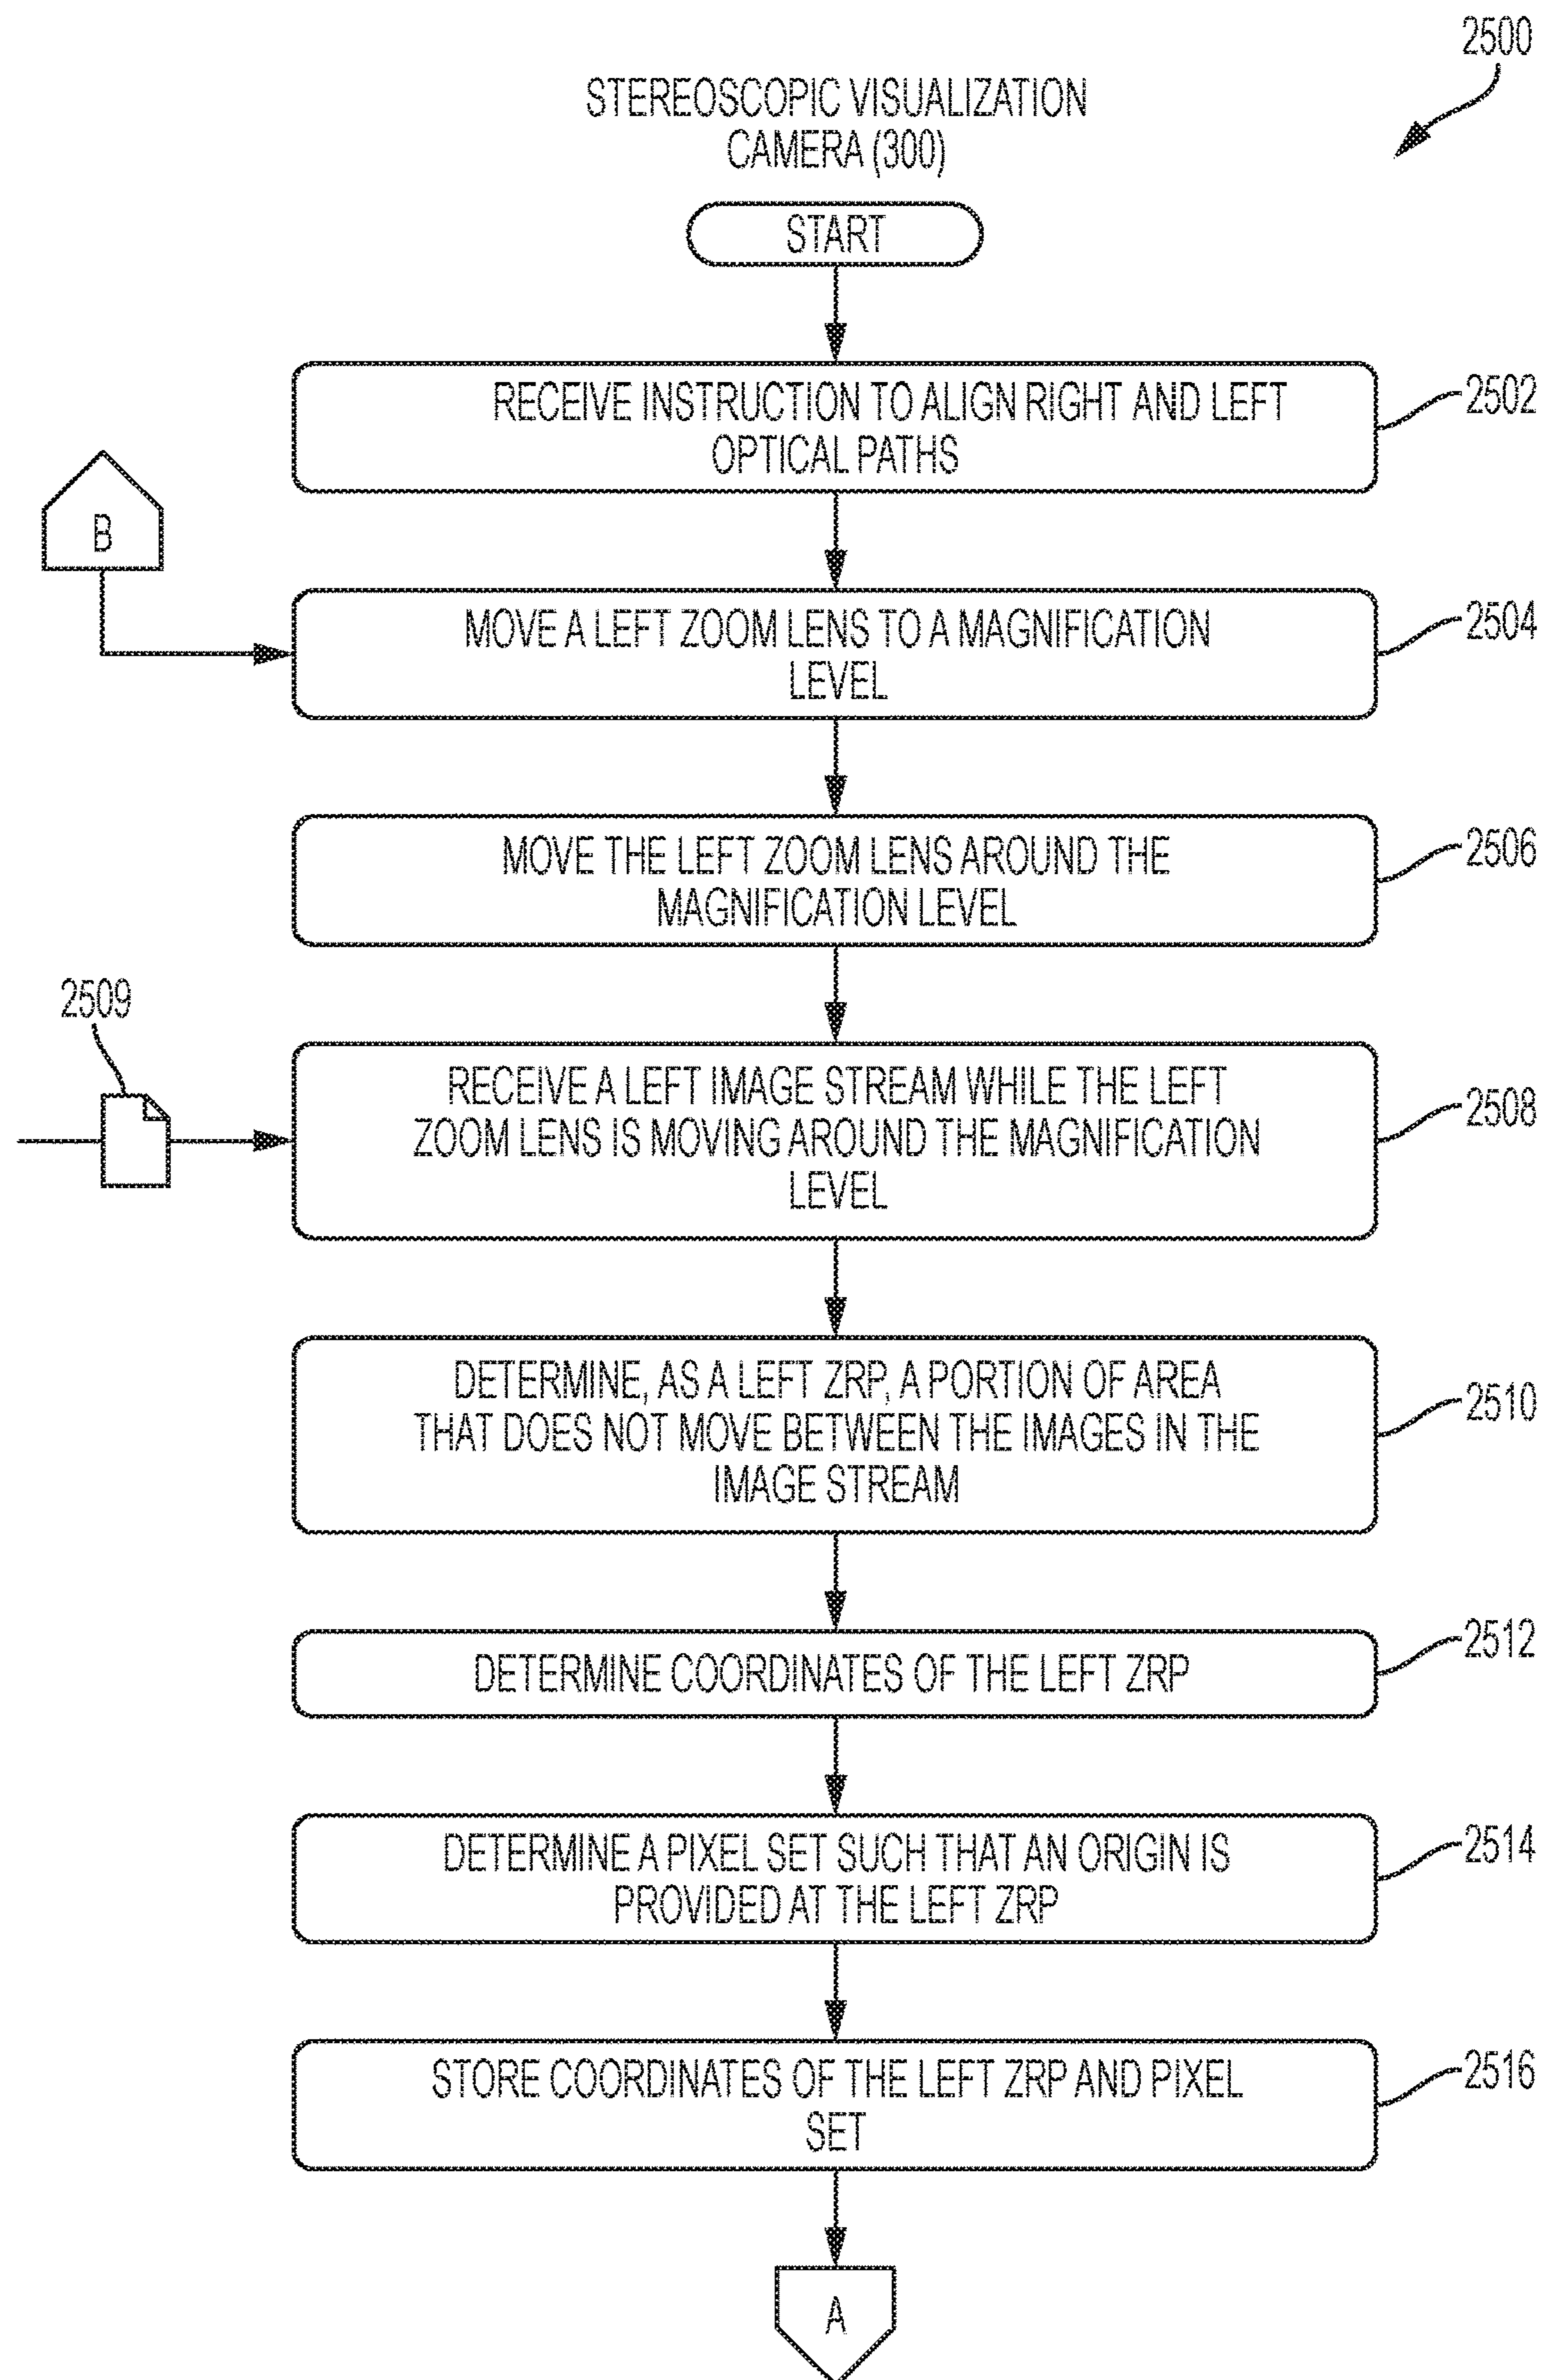 2500
STEREOSCOPIC VISUALIZATION
CAMERA (300)
START
RECEIVE INSTRUCTION TO ALIGN RIGHT AND LEFT
OPTICAL PATHS
2502
B
MOVE A LEFT ZOOM LENS TO A MAGNIFICATION
LEVEL
2504
MOVE THE LEFT ZOOM LENS AROUND THE
MAGNIFICATION LEVEL
2506
2509
RECEIVE A LEFT IMAGE STREAM WHILE THE LEFT
ZOOM LENS IS MOVING AROUND THE MAGNIFICATION
LEVEL
2508
DETERMINE, AS A LEFT ZRP, A PORTION OF AREA
THAT DOES NOT MOVE BETWEEN THE IMAGES IN THE
IMAGE STREAM
2510
DETERMINE COORDINATES OF THE LEFT ZRP
2512
DETERMINE A PIXEL SET SUCH THAT AN ORIGIN IS
PROVIDED AT THE LEFT ZRP
2514
STORE COORDINATES OF THE LEFT ZRP AND PIXEL
SET
2516
A